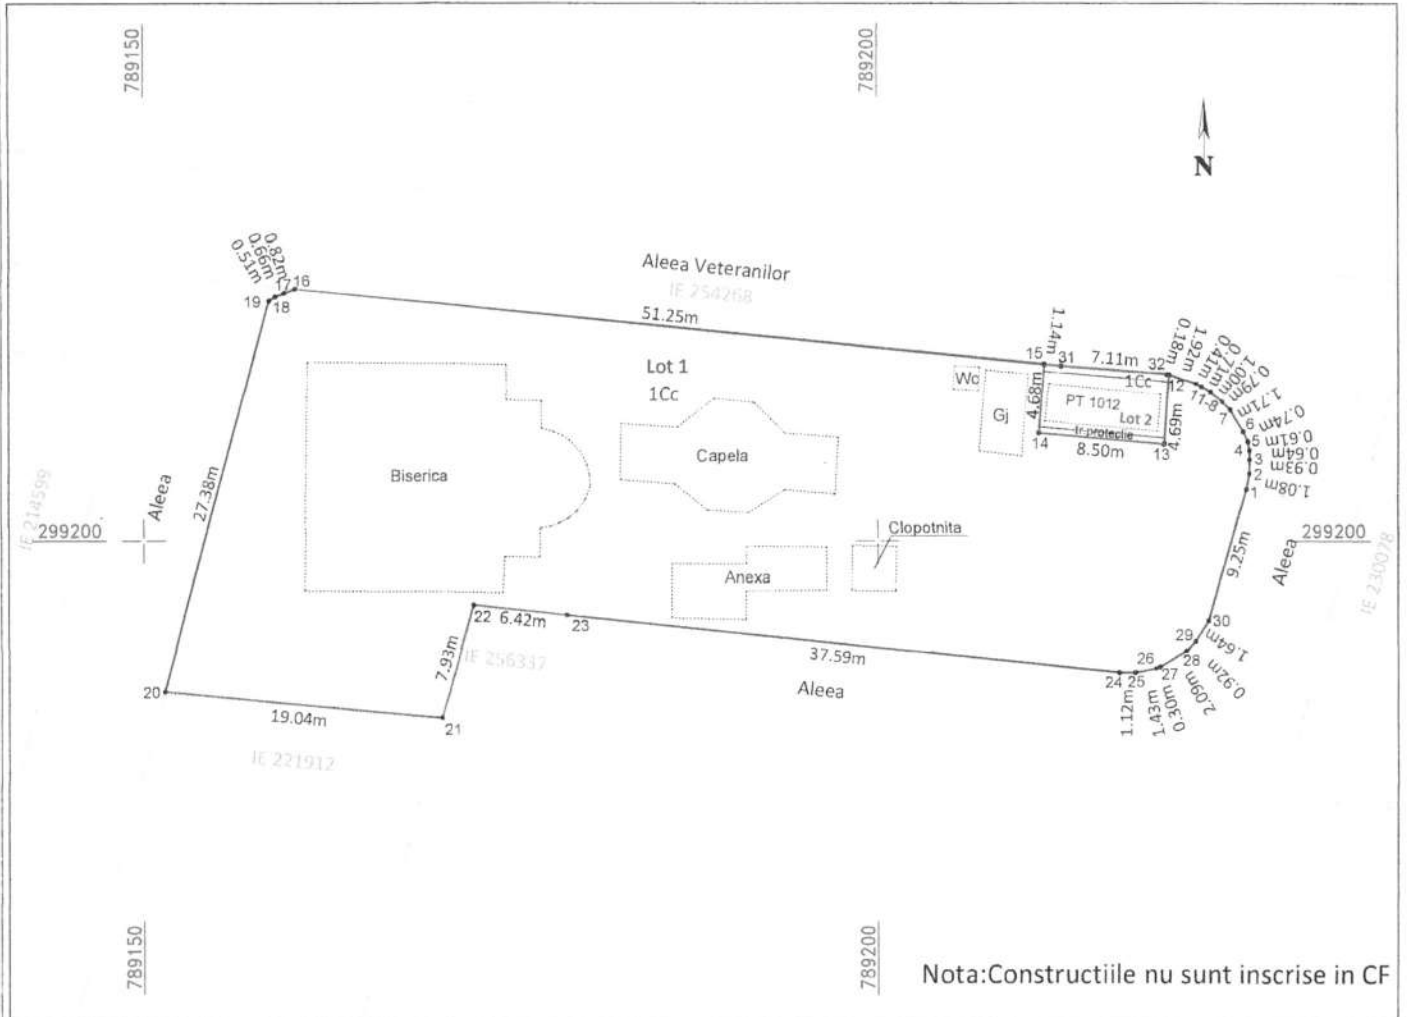 789150
789200
N
0.82m
0.66m
0.51m
17 16
19 18
Aleea Veteranilor
IE 254268
51.25m
1.14m
15 31
7.11m
32
0.18m
1.92m
0.41m
0.71m
1.00m
0.79m
1.71m
0.74m
0.61m
0.64m
0.93m
1.08m
12
11-8
7
6
5
4
3
2
1
Lot 1
1Cc
Wc
Gj
4.68m
1Cc
PT 1012
Lot 2
tr protectie
4.69m
14
8.50m
13
Biserica
Capela
27.38m
Aleea
IE 214599
299200
Clopotnita
299200
Anexa
9.25m
Aleea
IE 230078
22
6.42m
23
7.93m
IE 256337
37.59m
Aleea
30
29
28
1.64m
0.92m
2.09m
26
27
24 25
1.12m
1.43m
0.30m
20
19.04m
21
IE 221912
789150
789200
Nota:Constructiile nu sunt inscrise in CF